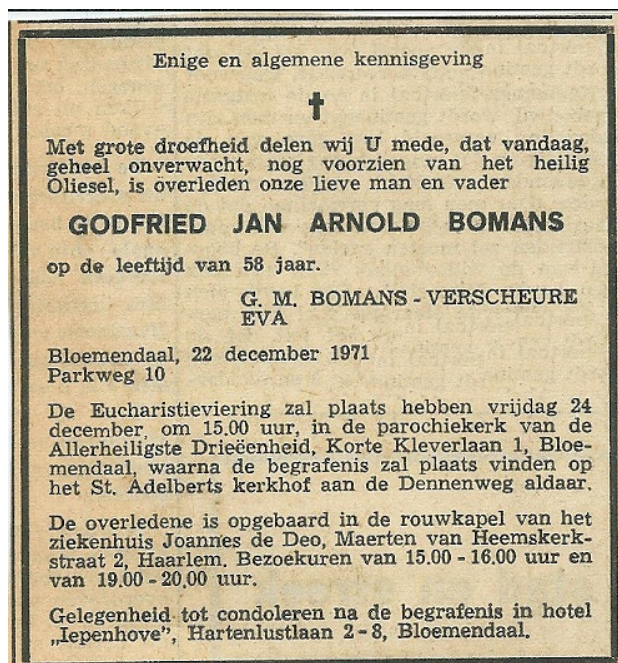 Enige en algemene kennisgeving
Met grote droefheid delen wij U mede, dat vandaag,
geheel onverwacht, nog voorzien van het heilig
Oliesel, is overleden onze lieve man en vader
GODFRIED JAN ARNOLD BOMANS
op de leeftijd van 58 jaar.
G. M. BOMANS - VERSCHEURE
EVA
Bloemendaal, 22 december 1971
Parkweg 10
De Eucharistieviering zal plaats hebben vrijdag 24
december, om 15.00 uur, in de parochiekerk van de
Allerheiligste Drieëenheid, Korte Kleverlaan 1, Bloe-
mendaal, waarna de begrafenis zal plaats vinden op
het St. Adelberts kerkhof aan de Dennenweg aldaar.
De overledene is opgebaard in de rouwkapel van het
ziekenhuis Joannes de Deo, Maerten van Heemskerk-
straat 2, Haarlem. Bezoekuren van 15.00 - 16.00 uur en
van 19.00 - 20.00 uur.
Gelegenheid tot condoleren na de begrafenis in hotel
„Iepenhove”, Hartenlustlaan 2 - 8, Bloemendaal.